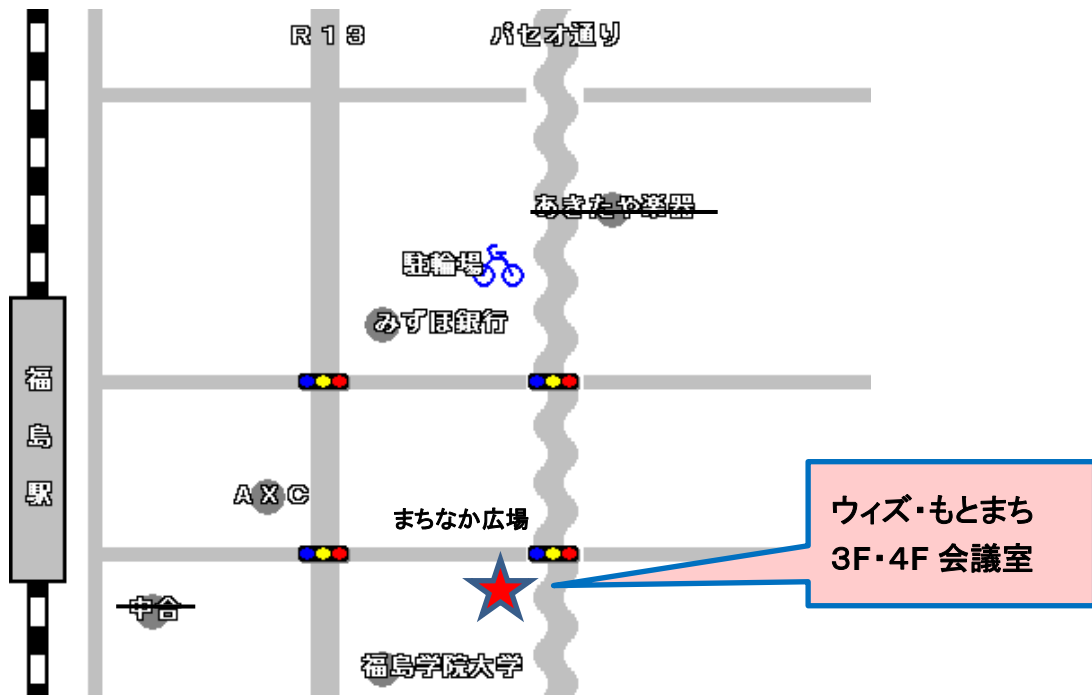 R13
パセオ通り
あきたや楽器
駐輪場
みずほ銀行
福島駅
AXC
まちなか広場
ウィズ・もとまち
3F・4F 会議室
中合
福島学院大学